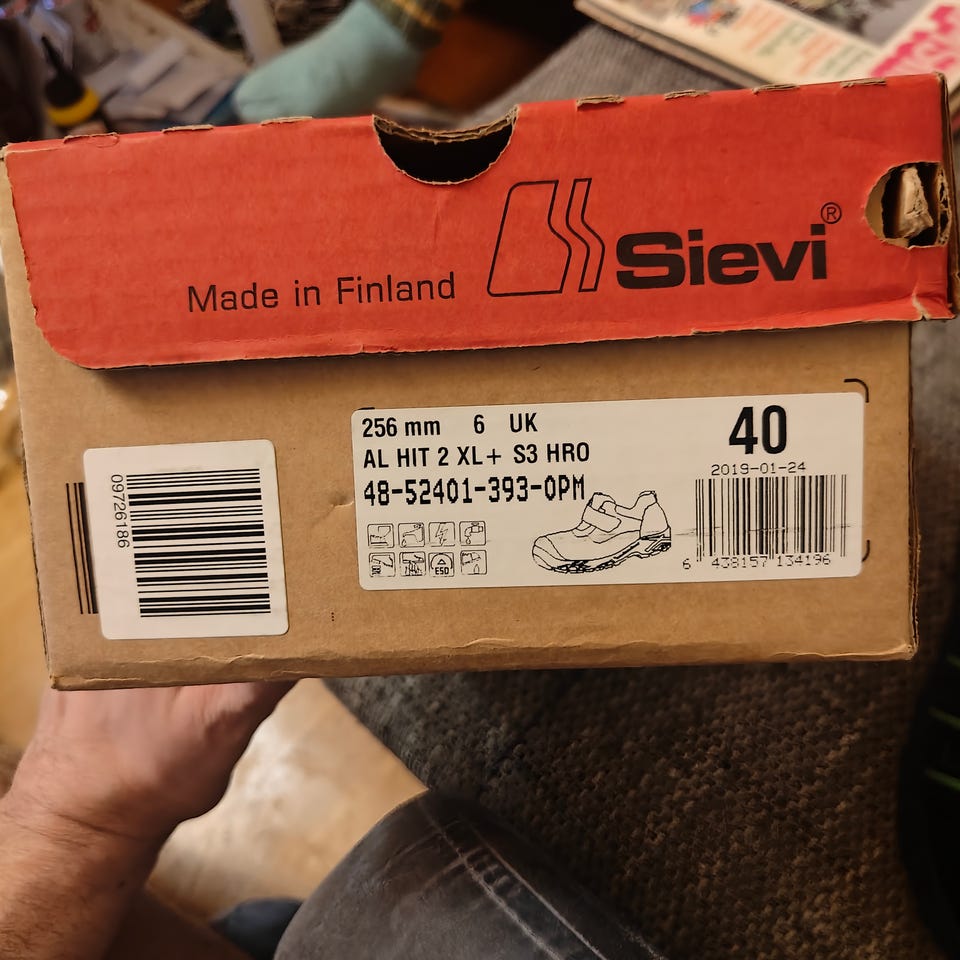 Made in Finland
Sievi®
256 mm 6 UK
AL HIT 2 XL+ S3 HRO
48-52401-393-0PM
ESD
40
2019-01-24
6 438157 134196
09726186